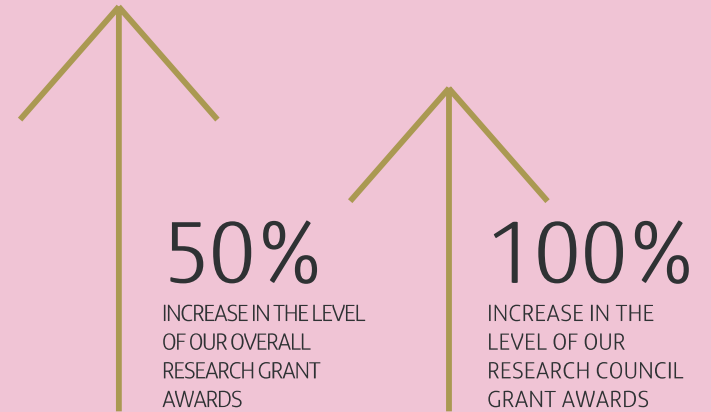 50%
INCREASE IN THE LEVEL
OF OUR OVERALL
RESEARCH GRANT
AWARDS
100%
INCREASE IN THE
LEVEL OF OUR
RESEARCH COUNCIL
GRANT AWARDS